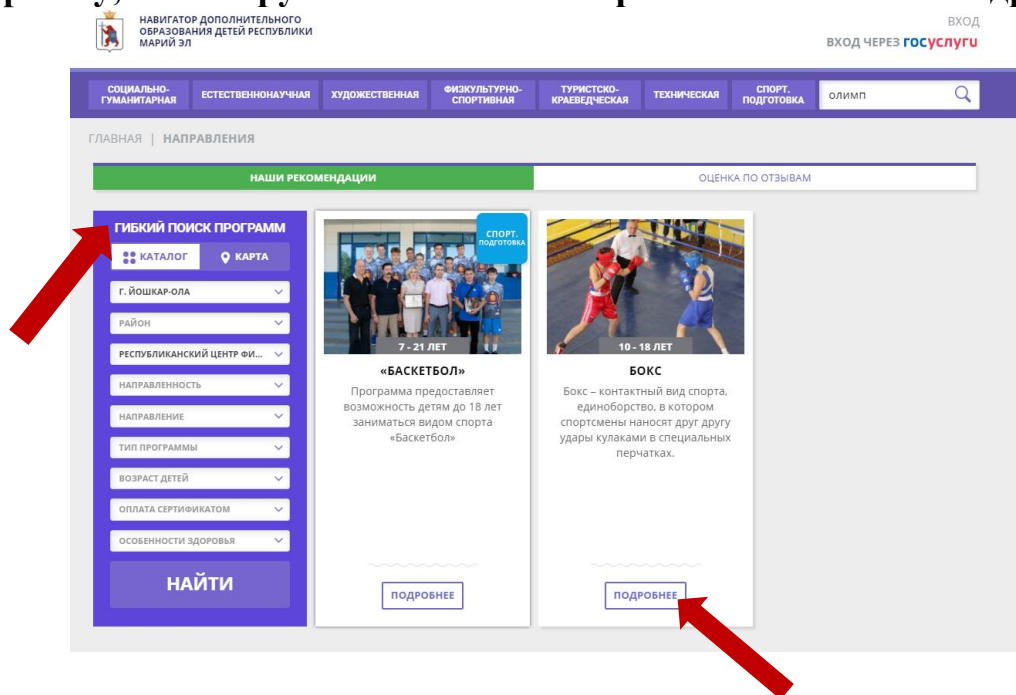 НАВИГАТОР ДОПОЛНИТЕЛЬНОГО
ОБРАЗОВАНИЯ ДЕТЕЙ РЕСПУБЛИКИ
МАРИЙ ЭЛ
ВХОД
ВХОД ЧЕРЕЗ госуслуги
СОЦИАЛЬНО-
ГУМАНИТАРНАЯ
ЕСТЕСТВЕННОНАУЧНАЯ
ХУДОЖЕСТВЕННАЯ
ФИЗКУЛЬТУРНО-
СПОРТИВНАЯ
ТУРИСТСКО-
КРАЕВЕДЧЕСКАЯ
ТЕХНИЧЕСКАЯ
СПОРТ.
ПОДГОТОВКА
олимп
ГЛАВНАЯ | НАПРАВЛЕНИЯ
НАШИ РЕКОМЕНДАЦИИ
ОЦЕНКА ПО ОТЗЫВАМ
ГИБКИЙ ПОИСК ПРОГРАММ
КАТАЛОГ
КАРТА
Г. ЙОШКАР-ОЛА
РАЙОН
РЕСПУБЛИКАНСКИЙ ЦЕНТР ФИ...
НАПРАВЛЕННОСТЬ
НАПРАВЛЕНИЕ
ТИП ПРОГРАММЫ
ВОЗРАСТ ДЕТЕЙ
ОПЛАТА СЕРТИФИКАТОМ
ОСОБЕННОСТИ ЗДОРОВЬЯ
НАЙТИ
СПОРТ.
ПОДГОТОВКА
7 - 21 ЛЕТ
«БАСКЕТБОЛ»
Программа предоставляет
возможность детям до 18 лет
заниматься видом спорта
«Баскетбол»
ПОДРОБНЕЕ
10 - 18 ЛЕТ
БОКС
Бокс – контактный вид спорта,
единоборство, в котором
спортсмены наносят друг другу
удары кулаками в специальных
перчатках.
ПОДРОБНЕЕ